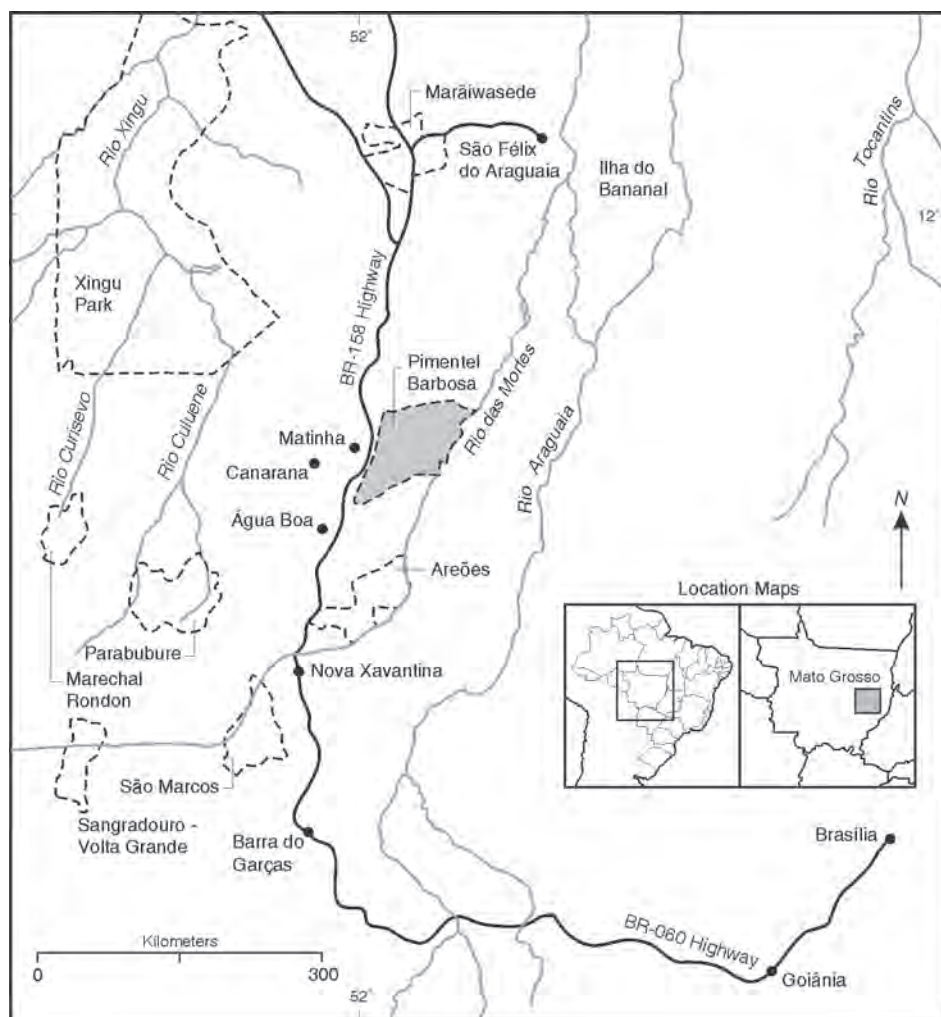 52°
Marãiwasede
Rio Xingu
São Félix
do Araguaia
Ilha do
Bananal
Rio Tocantins
12°
Xingu
Park
BR-158 Highway
Pimentel
Barbosa
Rio das Mortes
Rio Curisevo
Rio Culuene
Rio Araguaia
Matinha
Canarana
Água Boa
N
Areões
Location Maps
Parabubure
Marechal
Rondon
Nova Xavantina
Mato Grosso
São Marcos
Sangradouro -
Volta Grande
Barra do
Garças
Brasília
Kilometers
0
300
BR-060 Highway
Goiânia
52°